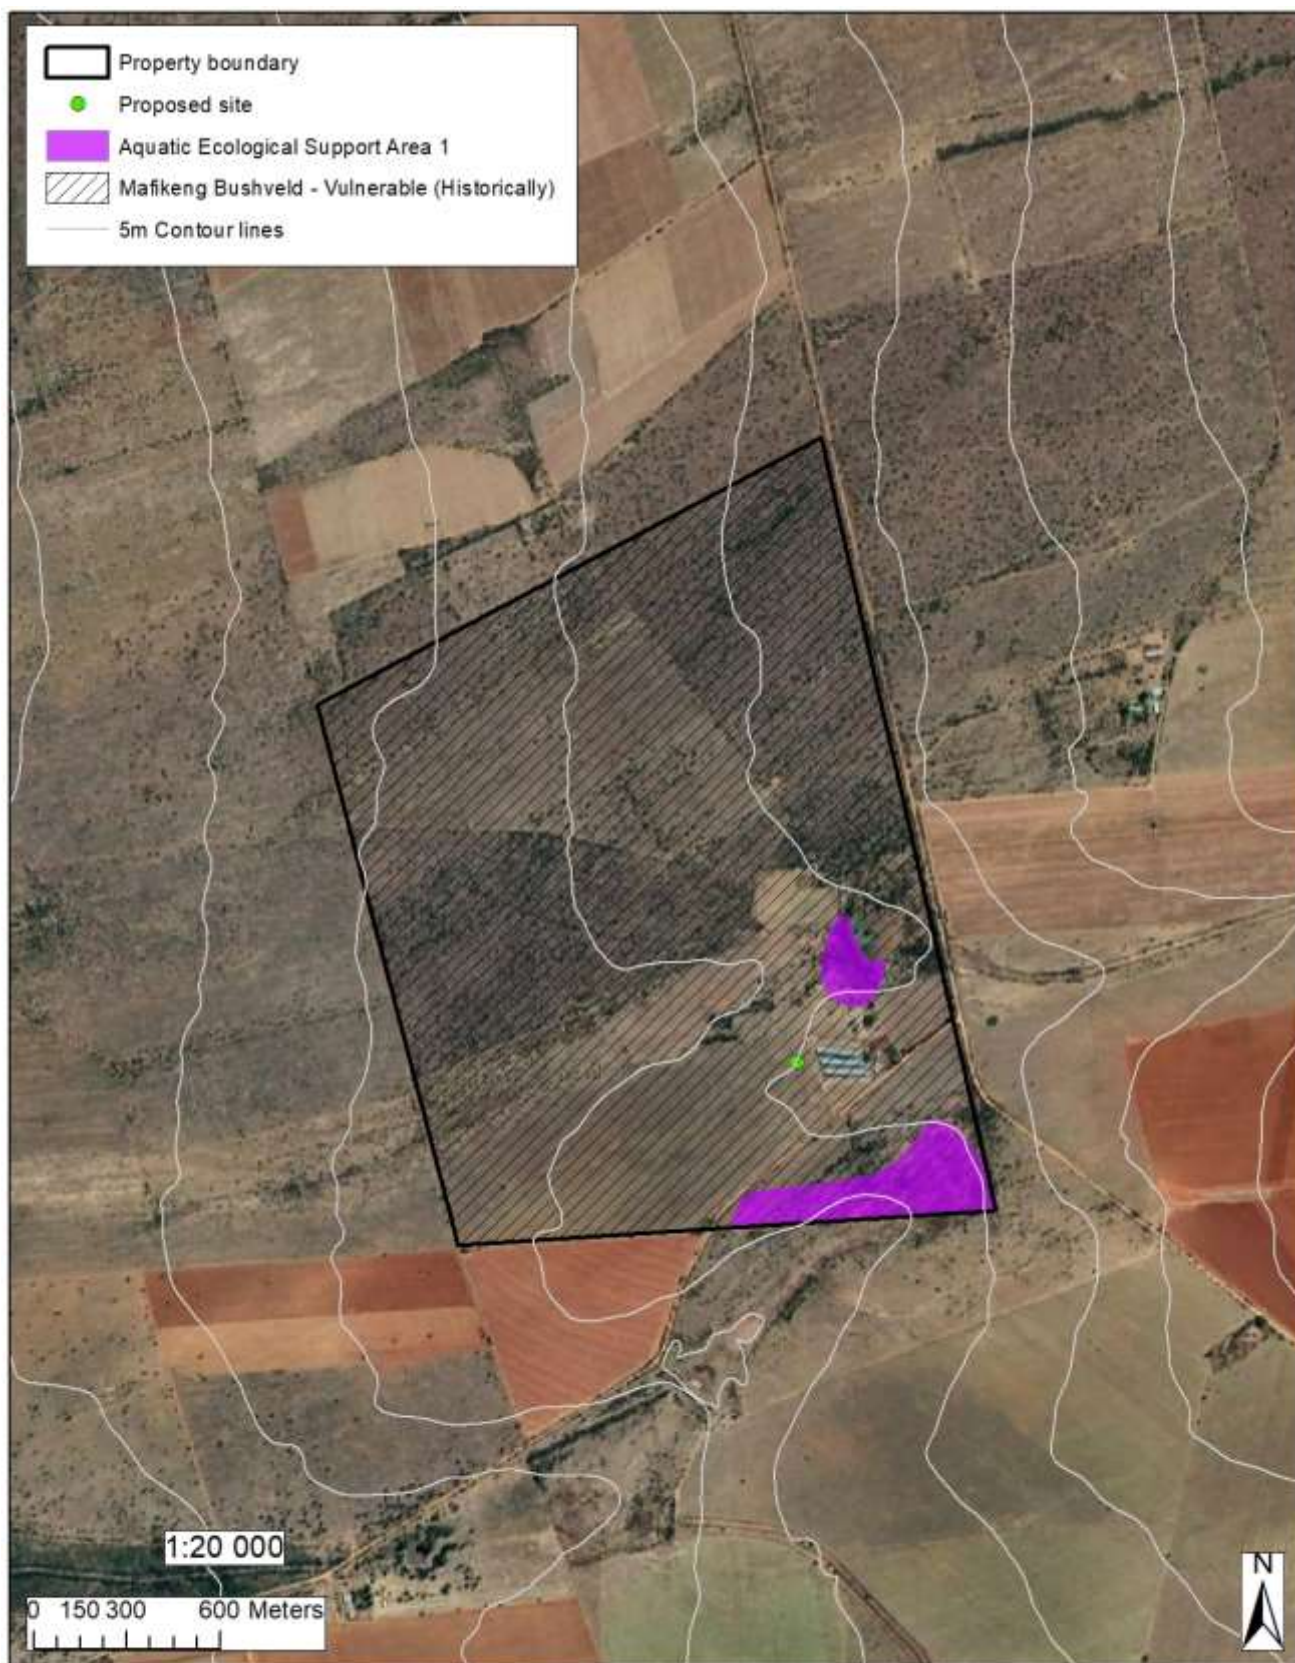 Property boundary
Proposed site
Aquatic Ecological Support Area 1
Mafikeng Bushveld - Vulnerable (Historically)
5m Contour lines
1:20 000
0 150 300 600 Meters
N